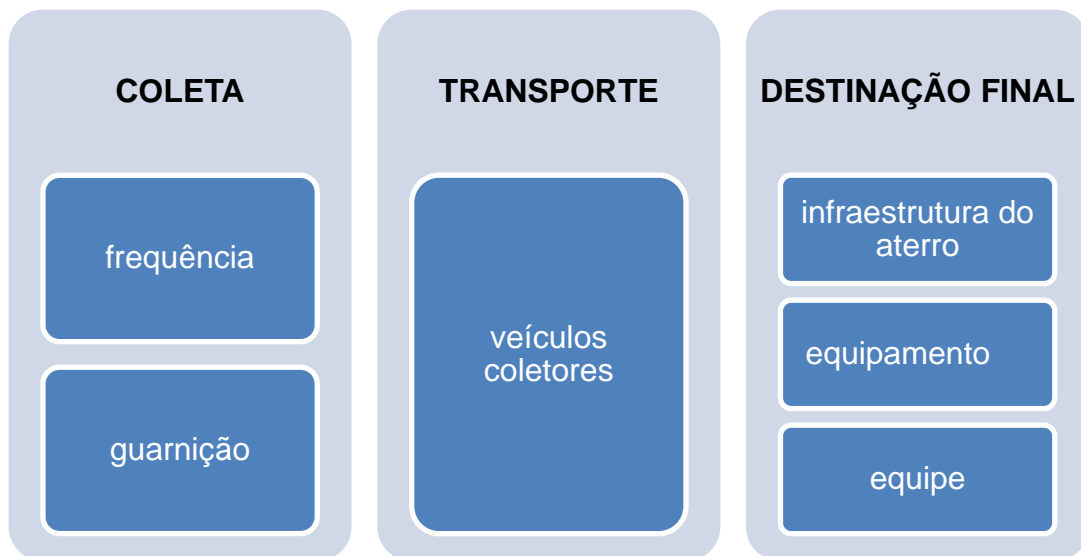 COLETA
frequência
guarnição
TRANSPORTE
veículos
coletores
DESTINAÇÃO FINAL
infraestrutura do
aterro
equipamento
equipe